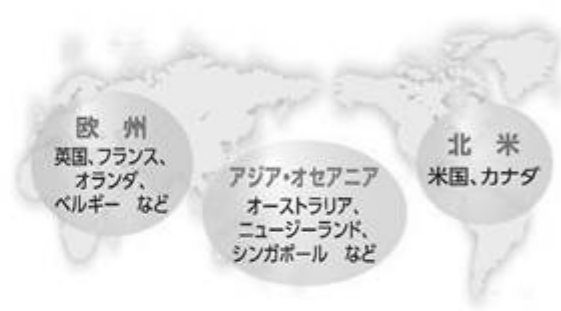 欧 州
英国、フランス、
オランダ、
ベルギー など
アジア・オセアニア
オーストラリア、
ニュージーランド、
シンガポール など
北 米
米国、カナダ